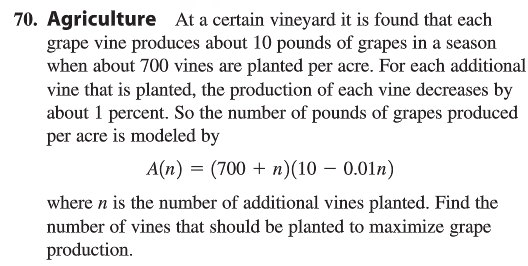 70. Agriculture At a certain vineyard it is found that each
grape vine produces about 10 pounds of grapes in a season
when about 700 vines are planted per acre. For each additional
vine that is planted, the production of each vine decreases by
about 1 percent. So the number of pounds of grapes produced
per acre is modeled by
A(n) = (700 + n)(10 − 0.01n)
where n is the number of additional vines planted. Find the
number of vines that should be planted to maximize grape
production.